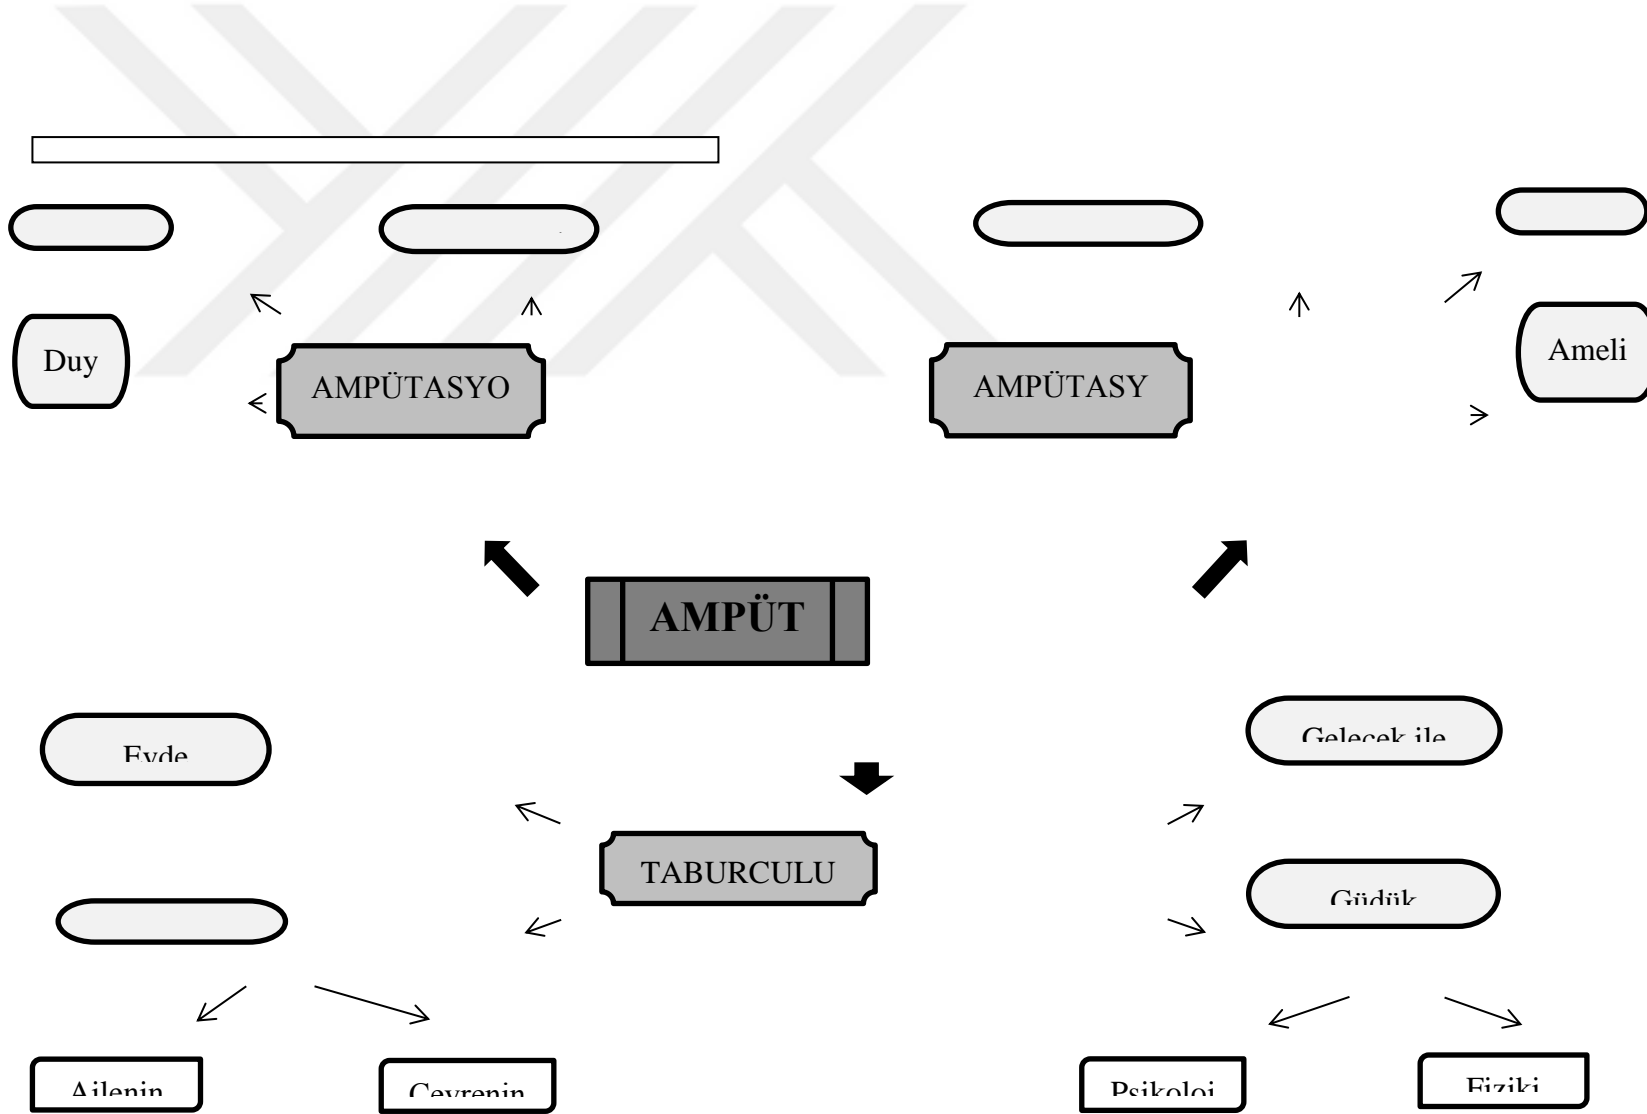 Duy
AMPÜTASYO
AMPÜTASY
Ameli
AMPÜT
Evde
Gelecek ile
TABURCULU
Güdük
Ailenin
Çevrenin
Psikoloj
Fiziki